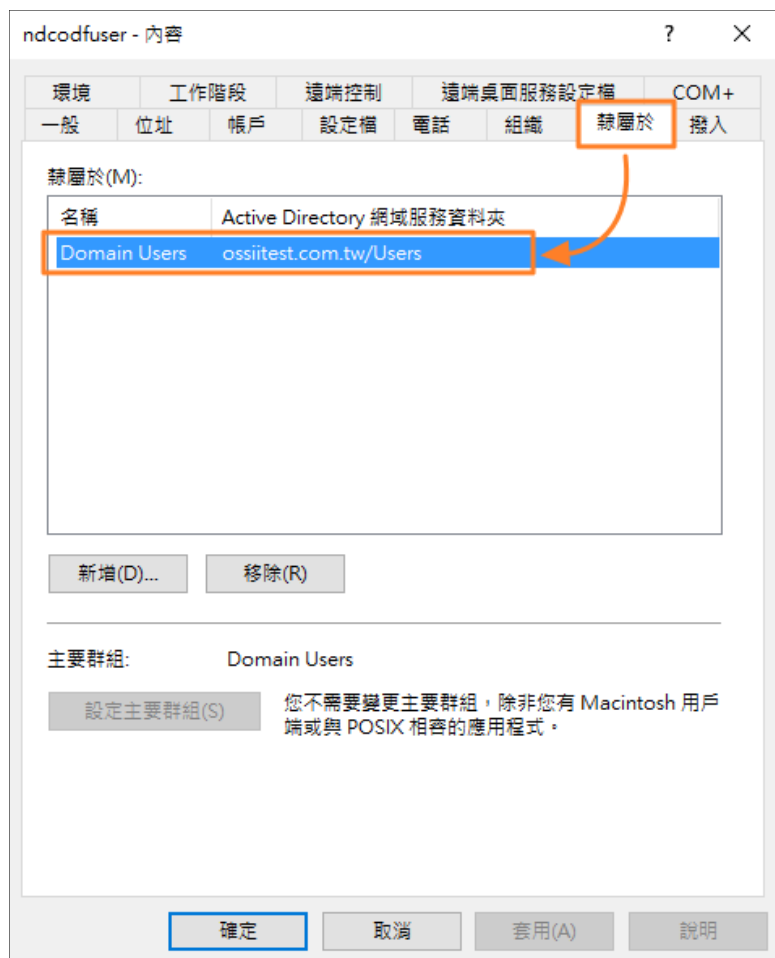 ndcodfuser - 內容
? ×
環境 工作階段 遠端控制 遠端桌面服務設定檔 COM+
一般 位址 帳戶 設定檔 電話 組織 隸屬於 撥入
隸屬於(M):
名稱 Active Directory 網域服務資料夾
Domain Users ossiitest.com.tw/Users
新增(D)... 移除(R)
主要群組: Domain Users
設定主要群組(S)
您不需要變更主要群組，除非您有 Macintosh 用戶
端或與 POSIX 相容的應用程式。
確定 取消 套用(A) 說明